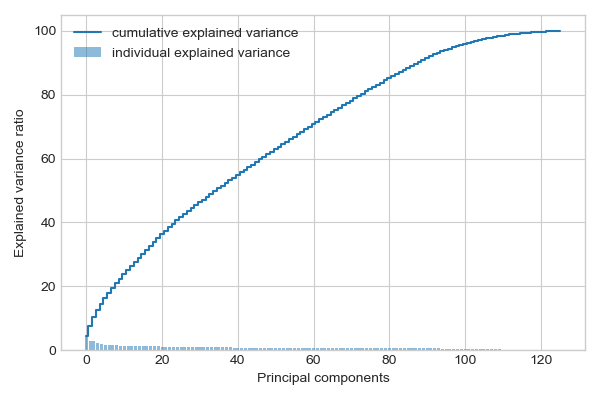 100
80
60
40
20
0
cumulative explained variance
individual explained variance
Explained variance ratio
0 20 40 60 80 100 120
Principal components